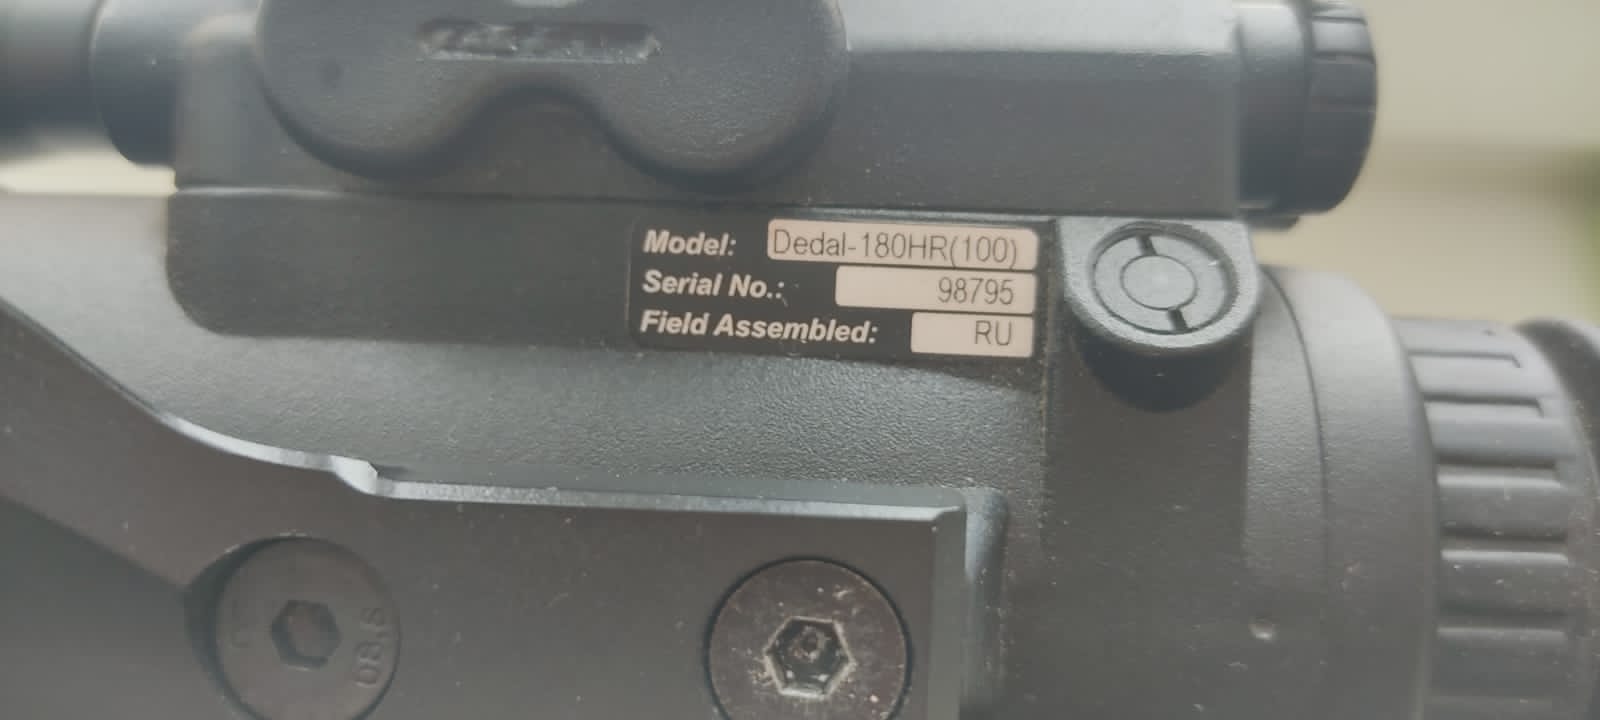 Model: Dedal-180HR(100)
Serial No.: 98795
Field Assembled: RU